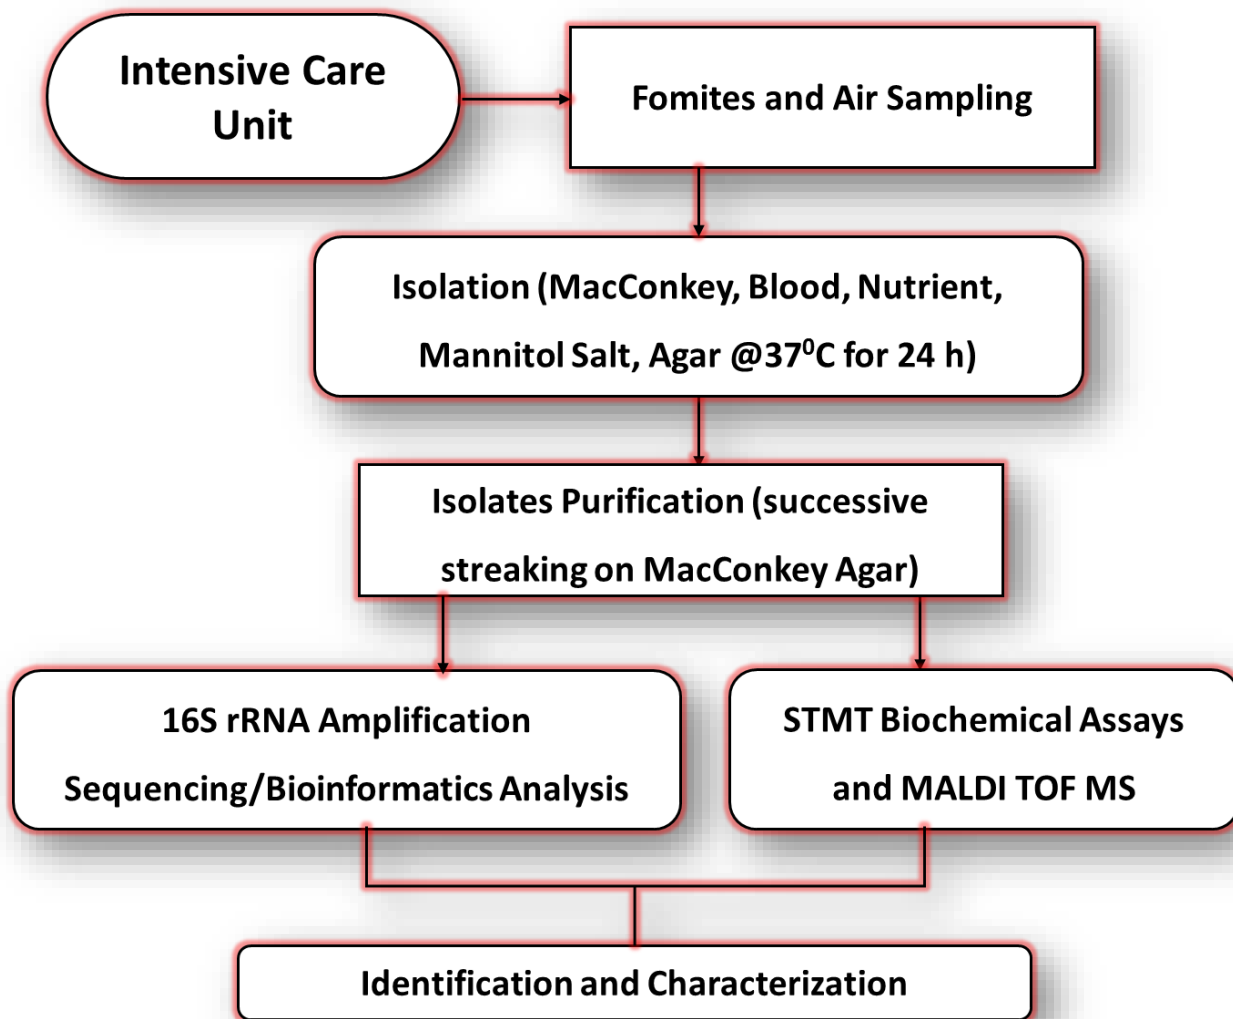 Intensive Care
Unit
Fomites and Air Sampling
Isolation (MacConkey, Blood, Nutrient,
Mannitol Salt, Agar @37⁰C for 24 h)
Isolates Purification (successive
streaking on MacConkey Agar)
16S rRNA Amplification
Sequencing/Bioinformatics Analysis
STMT Biochemical Assays
and MALDI TOF MS
Identification and Characterization